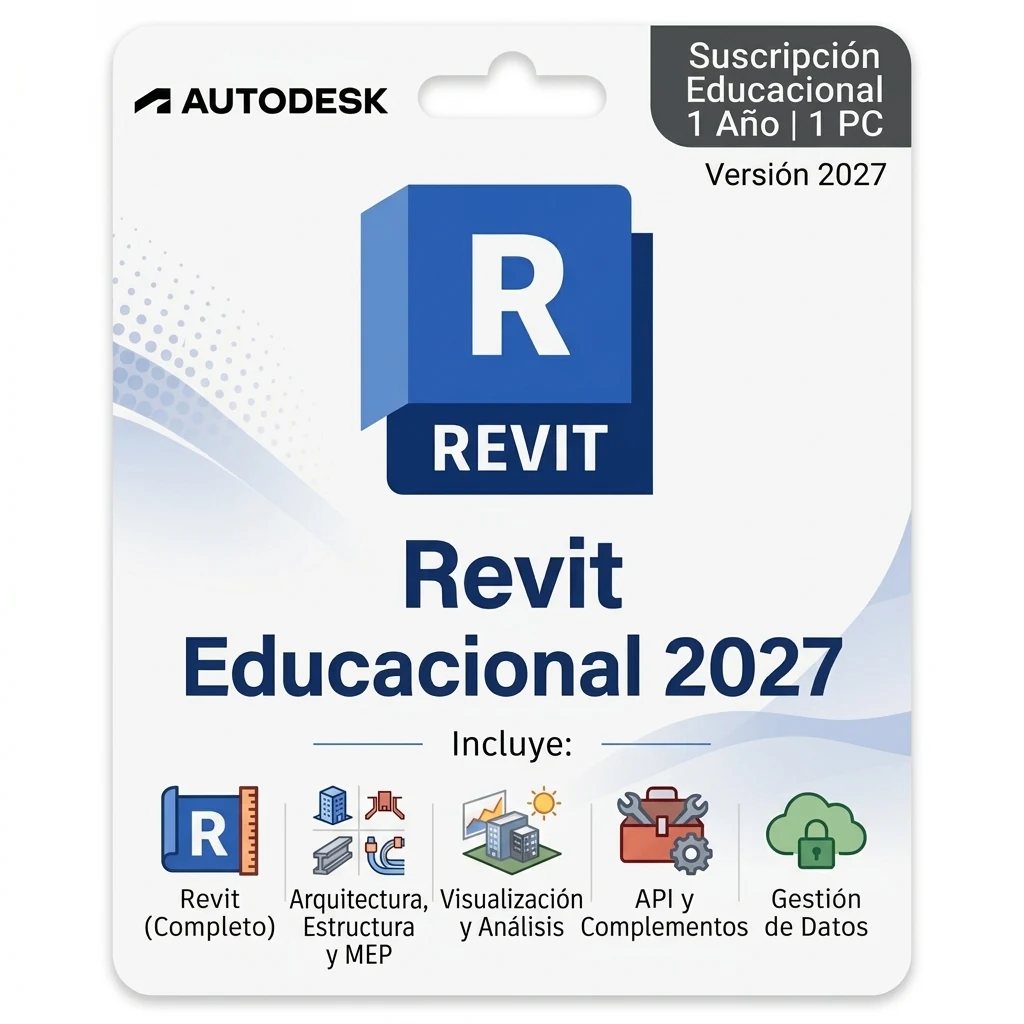 AUTODESK
Suscripción
Educacional
1 Año | 1 PC
Versión 2027
R
REVIT
Revit
Educacional 2027
Incluye:
R
Revit
(Completo)
Arquitectura,
Estructura
y MEP
Visualización
y Análisis
API y
Complementos
Gestión
de Datos